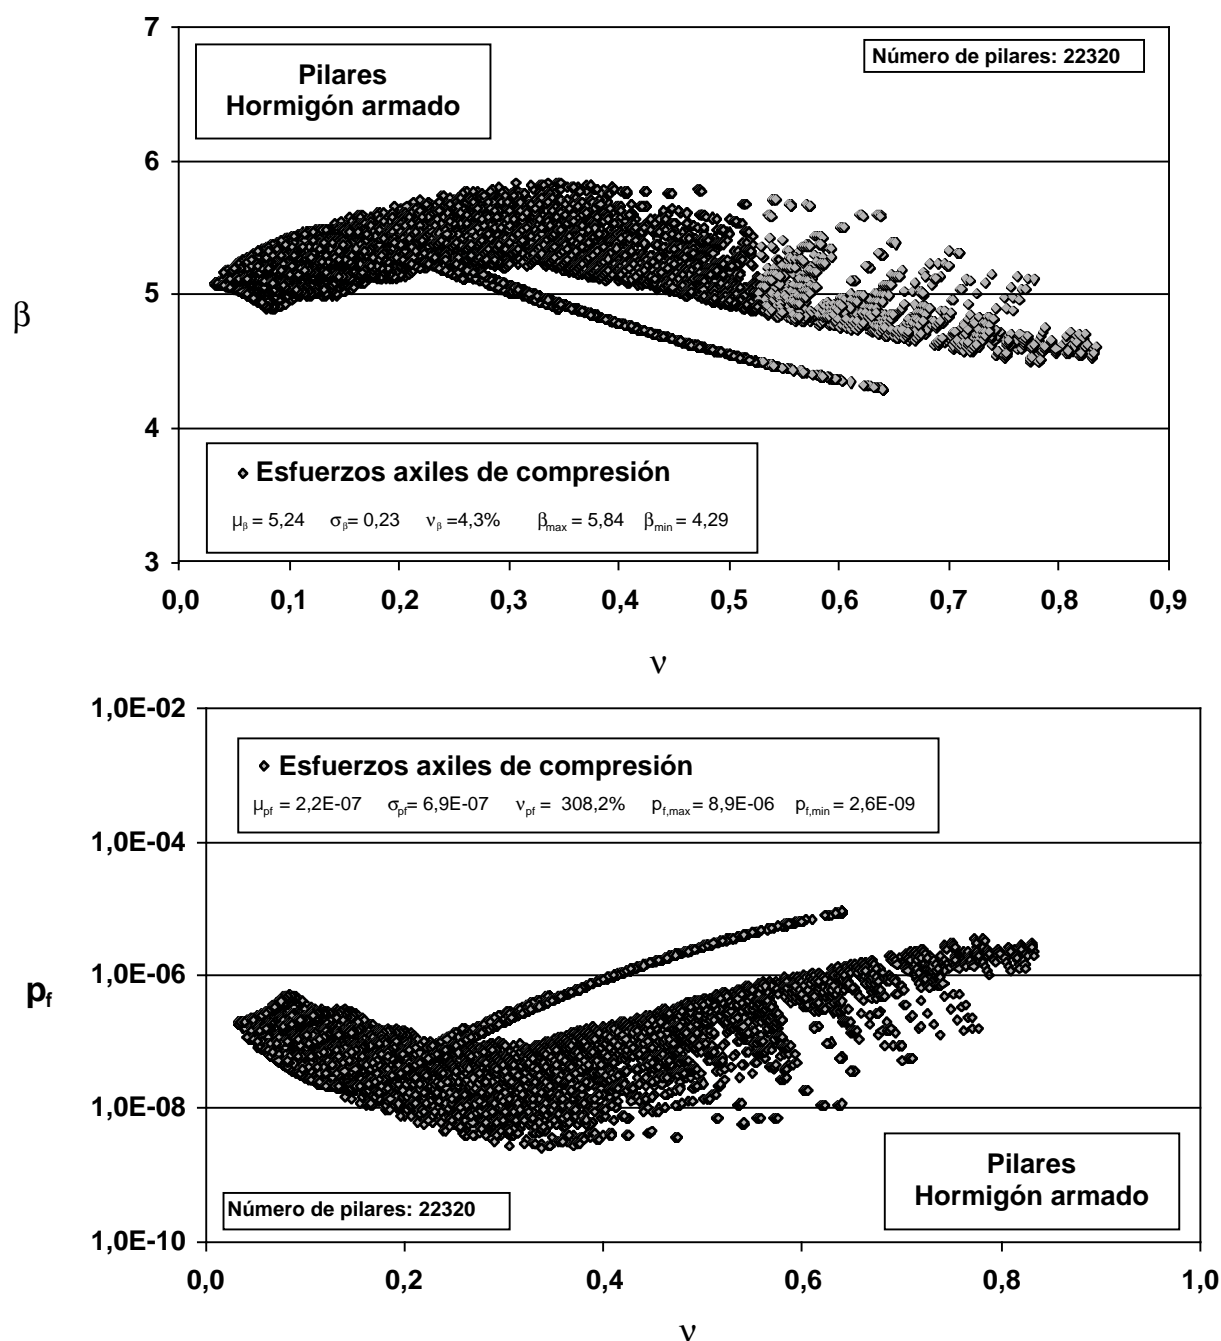 7
Pilares
Hormigón armado
Número de pilares: 22320
6
5
β
4
Esfuerzos axiles de compresión
μβ = 5,24 σβ= 0,23 νβ =4,3% βmax = 5,84 βmin = 4,29
3
0,0 0,1 0,2 0,3 0,4 0,5 0,6 0,7 0,8 0,9
ν
1,0E-02
Esfuerzos axiles de compresión
μpf = 2,2E-07 σpf= 6,9E-07 νpf = 308,2% pf,max = 8,9E-06 pf,min = 2,6E-09
1,0E-04
1,0E-06
pf
1,0E-08
Pilares
Hormigón armado
Número de pilares: 22320
1,0E-10
0,0 0,2 0,4 0,6 0,8 1,0
ν